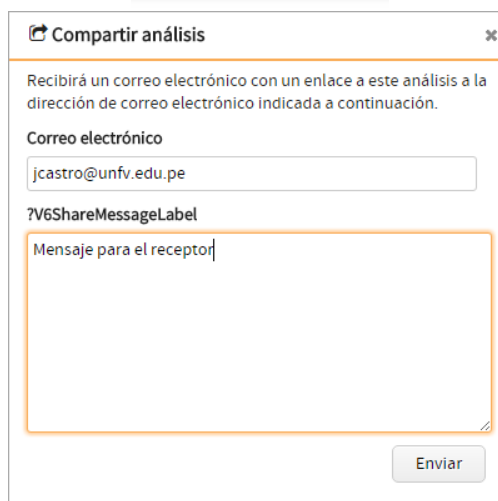 Compartir análisis
Recibirá un correo electrónico con un enlace a este análisis a la
dirección de correo electrónico indicada a continuación.
Correo electrónico
jcastro@unfv.edu.pe
?V6ShareMessageLabel
Mensaje para el receptor
Enviar